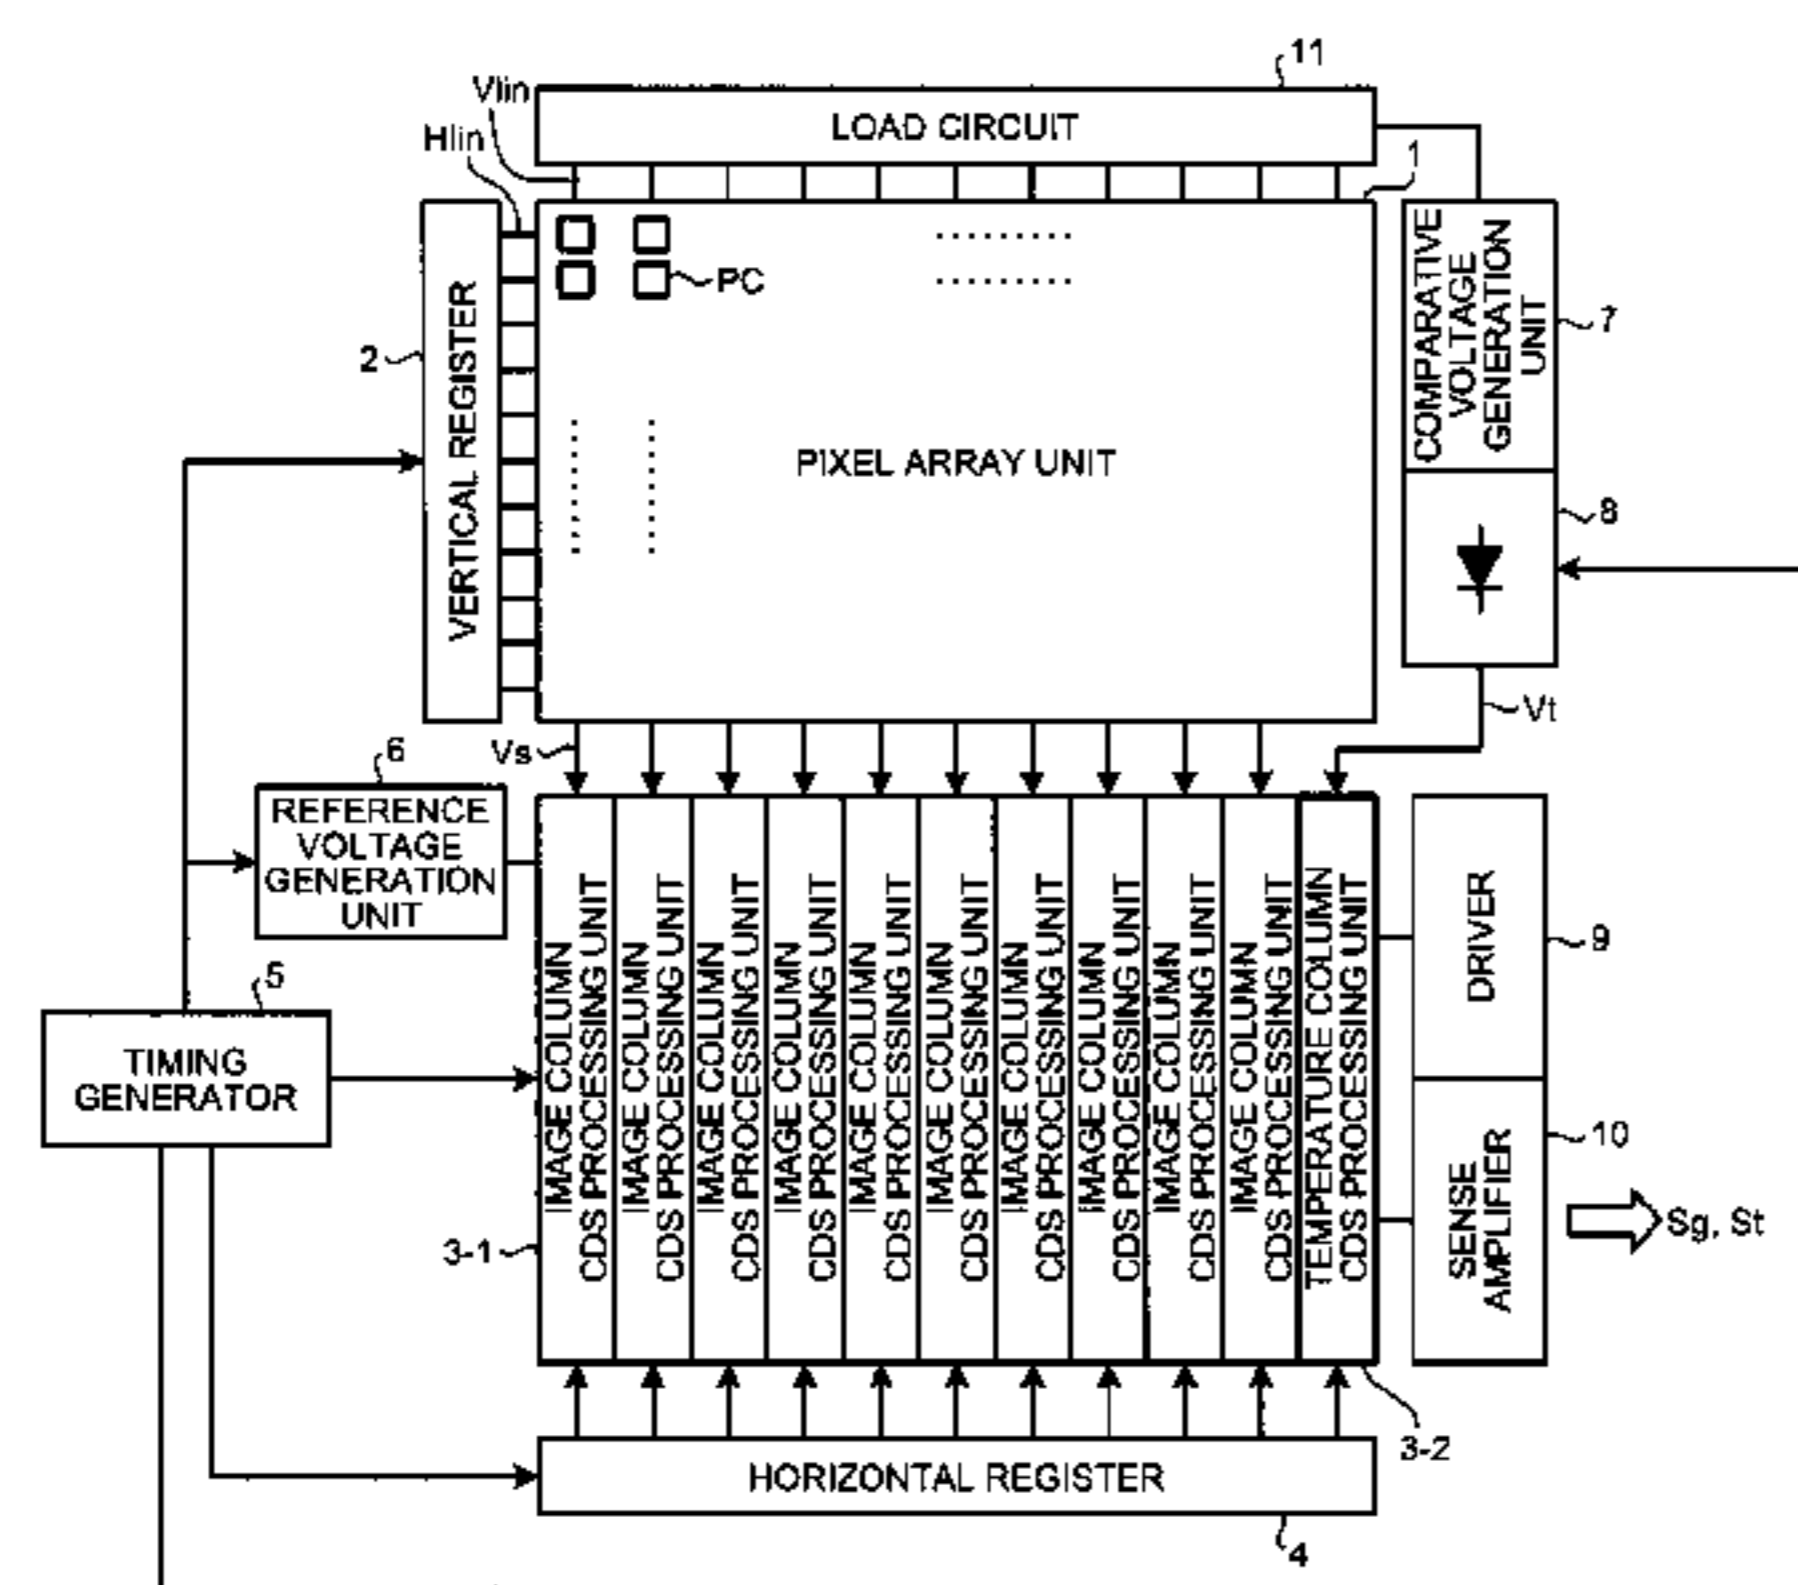 11
Vlin
LOAD CIRCUIT
Hlin
1
PC
2
VERTICAL REGISTER
PIXEL ARRAY UNIT
COMPARATIVE
VOLTAGE
GENERATION
UNIT
7
8
Vs
Vt
6
REFERENCE
VOLTAGE
GENERATION
UNIT
5
TIMING
GENERATOR
IMAGE COLUMN
CDS PROCESSING UNIT
IMAGE COLUMN
CDS PROCESSING UNIT
IMAGE COLUMN
CDS PROCESSING UNIT
IMAGE COLUMN
CDS PROCESSING UNIT
IMAGE COLUMN
CDS PROCESSING UNIT
IMAGE COLUMN
CDS PROCESSING UNIT
IMAGE COLUMN
CDS PROCESSING UNIT
IMAGE COLUMN
CDS PROCESSING UNIT
IMAGE COLUMN
CDS PROCESSING UNIT
IMAGE COLUMN
CDS PROCESSING UNIT
TEMPERATURE COLUMN
CDS PROCESSING UNIT
DRIVER
9
SENSE
AMPLIFIER
10
Sg, St
3-1
3-2
HORIZONTAL REGISTER
4